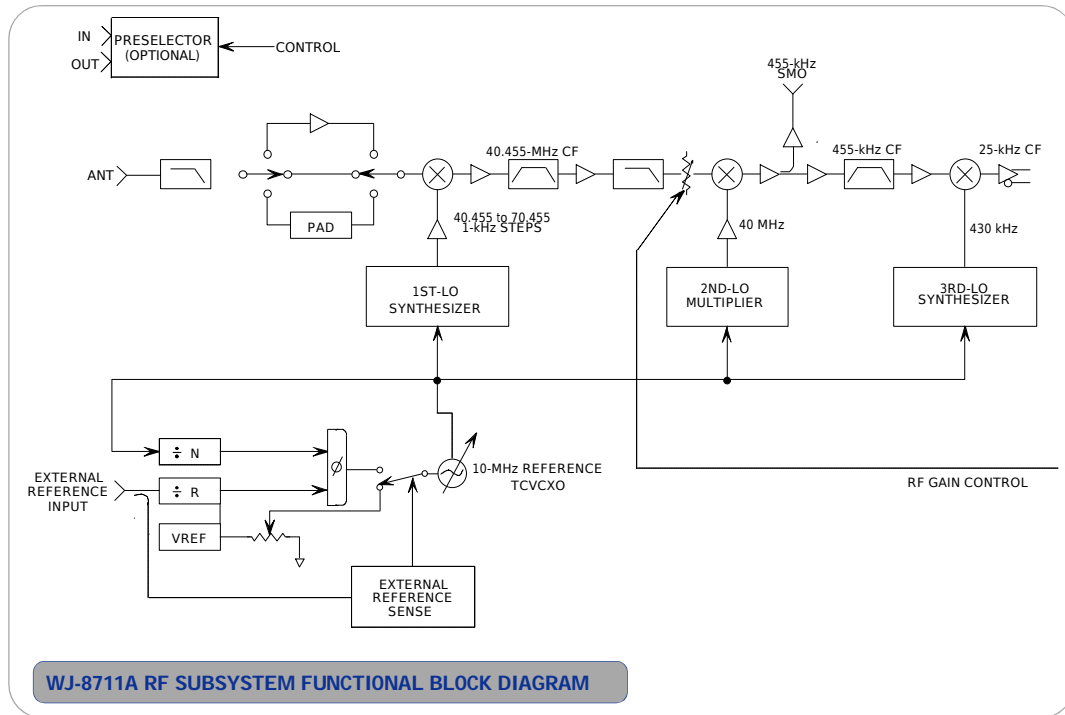 IN
OUT
PRESELECTOR
(OPTIONAL)
CONTROL
455-kHz
SMO
ANT
PAD
40.455-MHz CF
455-kHz CF
25-kHz CF
40.455 to 70.455
1-kHz STEPS
40 MHz
430 kHz
1ST-LO
SYNTHESIZER
2ND-LO
MULTIPLIER
3RD-LO
SYNTHESIZER
÷ N
EXTERNAL
REFERENCE
INPUT
÷ R
VREF
ø
10-MHz REFERENCE
TCVCXO
RF GAIN CONTROL
EXTERNAL
REFERENCE
SENSE
WJ-8711A RF SUBSYSTEM FUNCTIONAL BLOCK DIAGRAM